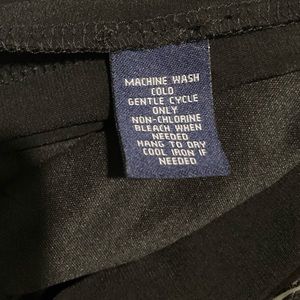 MACHINE WASH
COLD
GENTLE CYCLE
ONLY
NON-CHLORINE
BLEACH WHEN
NEEDED
HANG TO DRY
COOL IRON IF
NEEDED